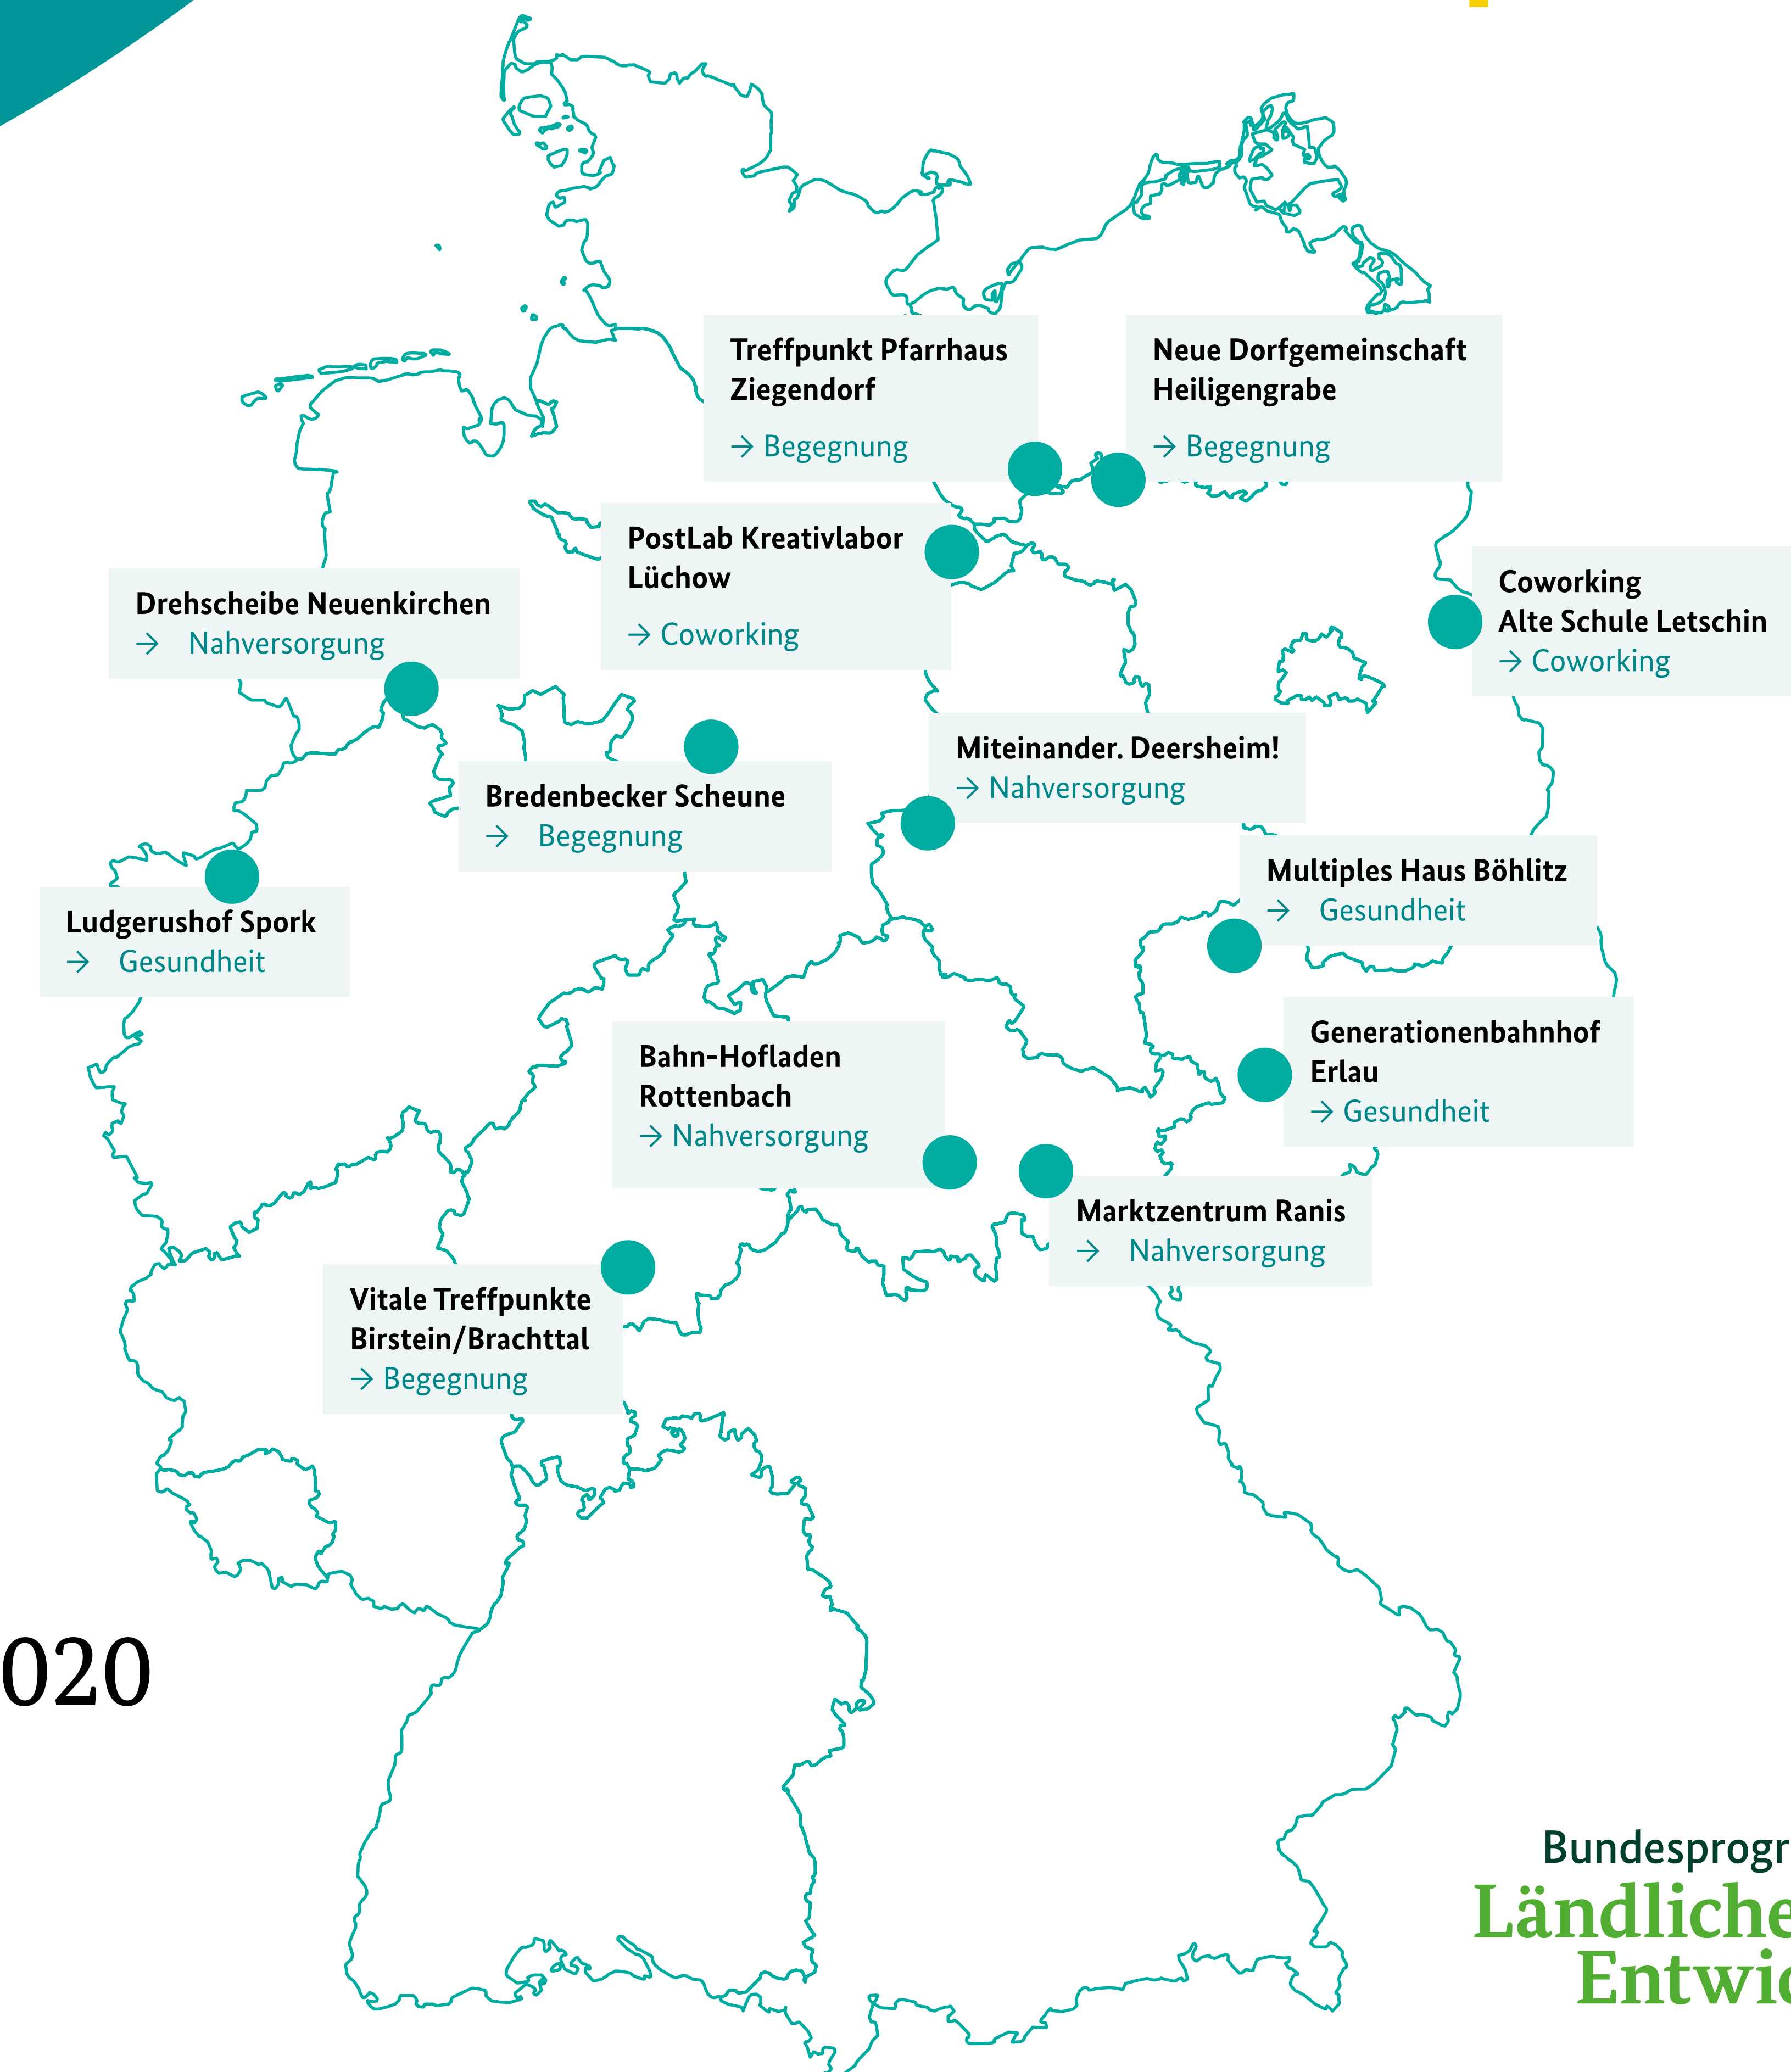 Treffpunkt Pfarrhaus
Ziegendorf
→ Begegnung
Neue Dorfgemeinschaft
Heiligengrabe
→ Begegnung
PostLab Kreativlabor
Lüchow
→ Coworking
Coworking
Alte Schule Letschin
→ Coworking
Drehscheibe Neuenkirchen
→ Nahversorgung
Miteinander. Deersheim!
→ Nahversorgung
Bredenbecker Scheune
→ Begegnung
Multiples Haus Böhlitz
→ Gesundheit
Ludgerushof Spork
→ Gesundheit
Generationenbahnhof
Erlau
→ Gesundheit
Bahn-Hofladen
Rottenbach
→ Nahversorgung
Marktzentrum Ranis
→ Nahversorgung
Vitale Treffpunkte
Birstein/Brachttal
→ Begegnung
020
Bundesprogr
Ländliche
Entwic